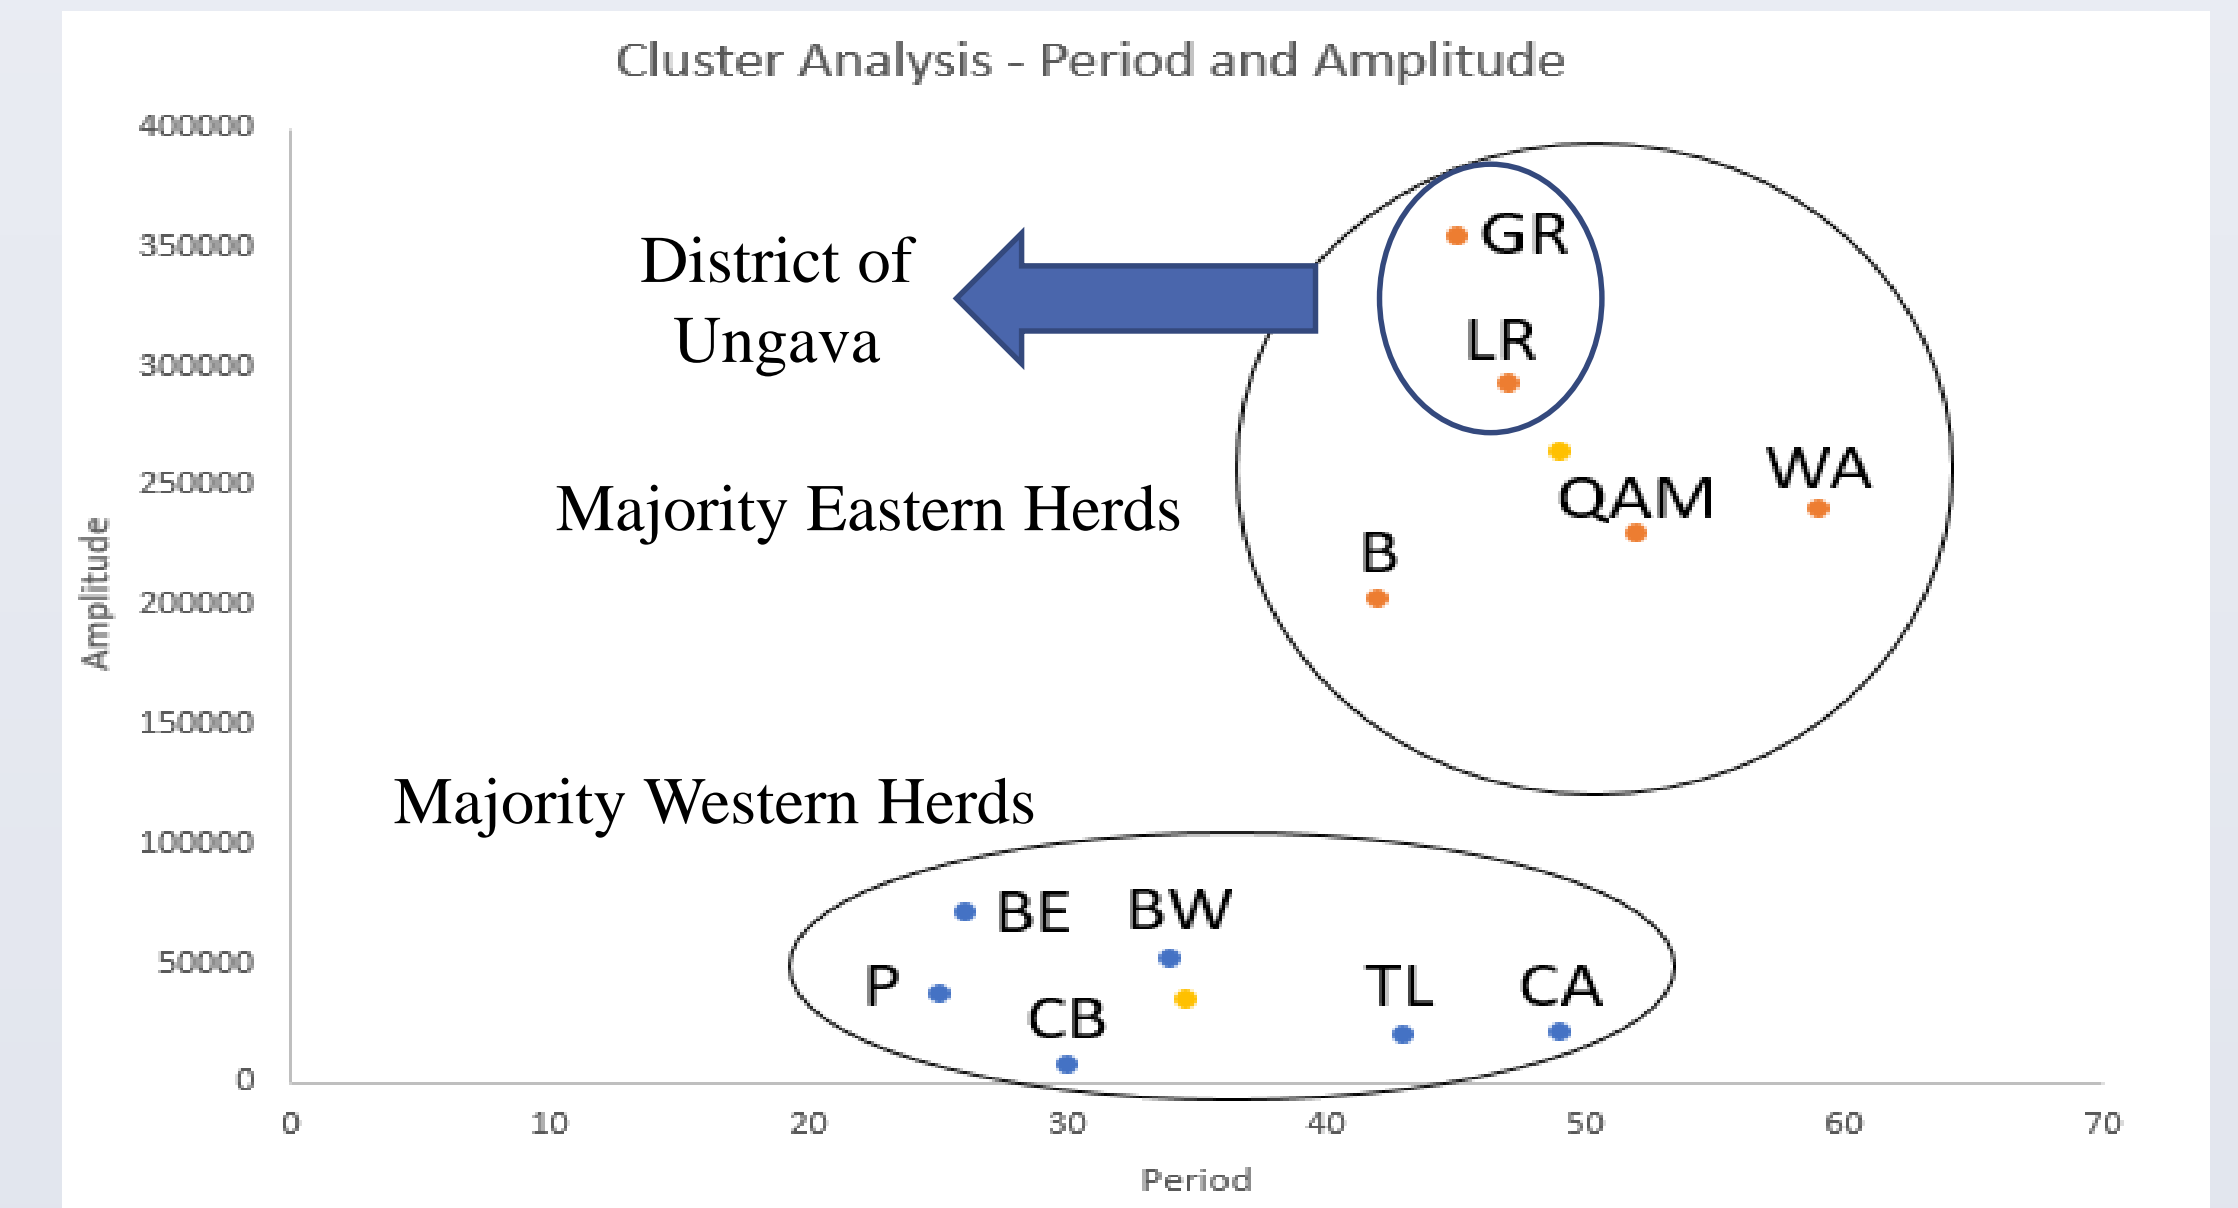 Cluster Analysis - Period and Amplitude
400000
350000
300000
250000
200000
150000
100000
50000
0
Amplitude
0 10 20 30 40 50 60 70
Period
District of
Ungava
Majority Eastern Herds
Majority Western Herds
GR
LR
QAM
WA
B
BE
BW
P
CB
TL
CA